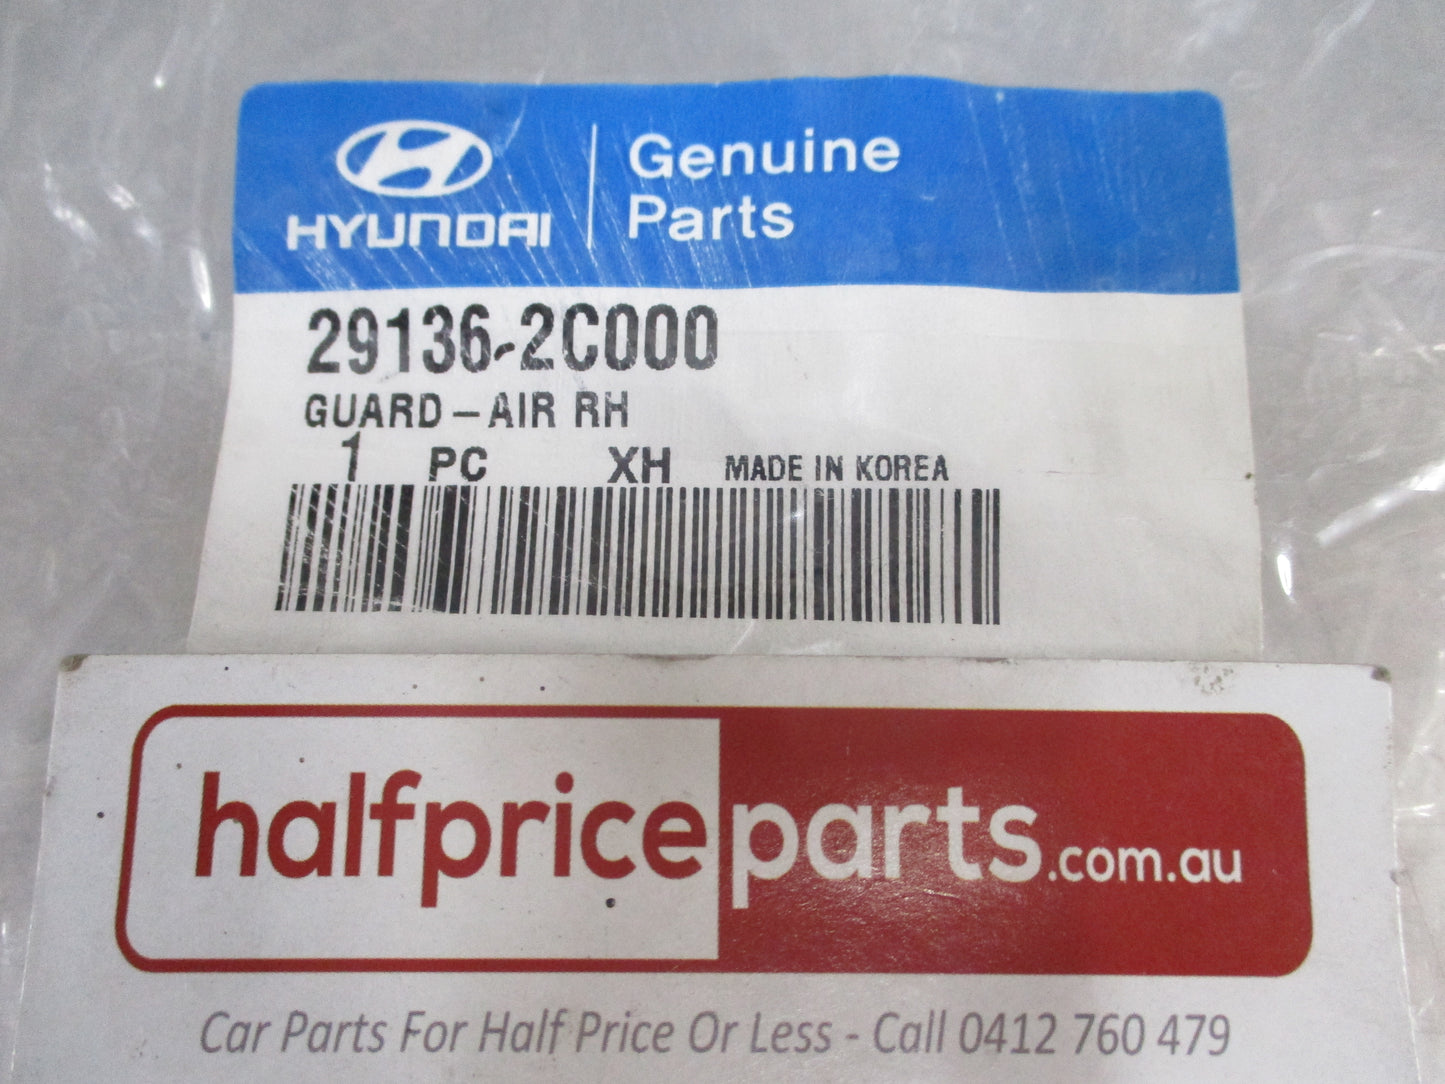 HYUNDAI
Genuine
Parts
29136-2C000
GUARD-AIR RH
1 PC XH MADE IN KOREA
halfpriceparts.com.au
Car Parts For Half Price Or Less - Call 0412 760 479